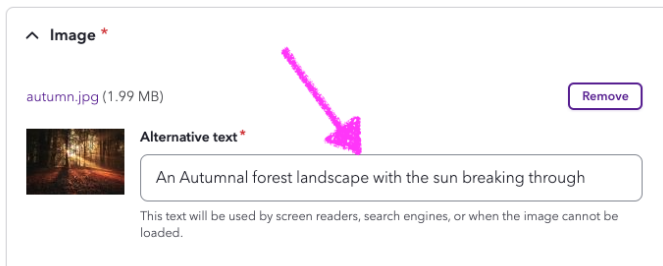 Image *
autumn.jpg (1.99 MB)
Remove
Alternative text*
An Autumnal forest landscape with the sun breaking through
This text will be used by screen readers, search engines, or when the image cannot be
loaded.